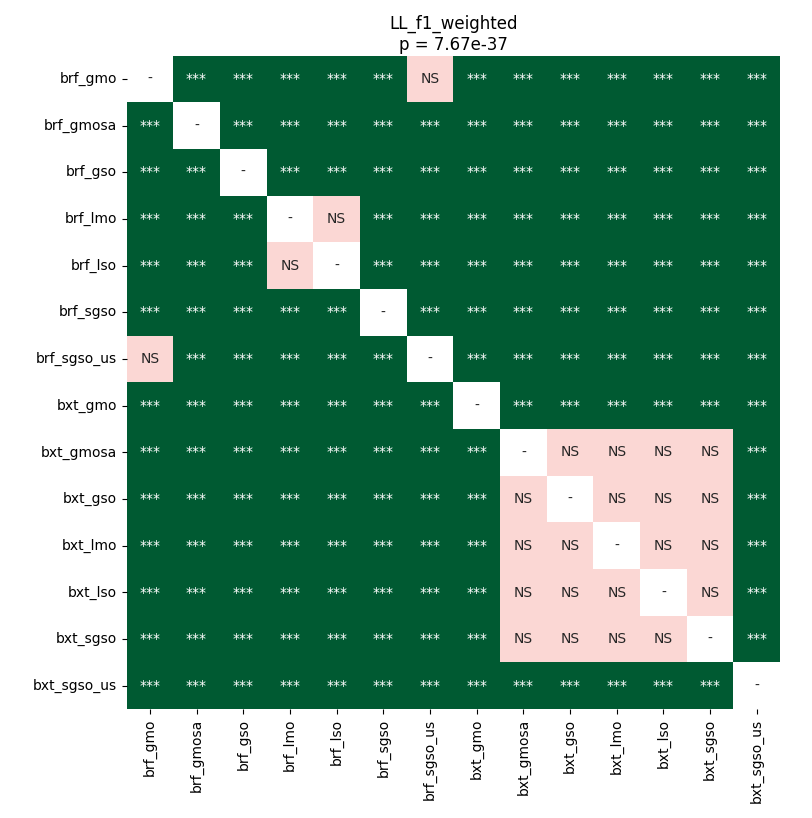 LL_f1_weighted
p = 7.67e-37
brf_gmo - *** *** *** *** *** NS *** *** *** *** *** *** ***
brf_gmosa *** - *** *** *** *** *** *** *** *** *** *** *** ***
brf_gso *** *** - *** *** *** *** *** *** *** *** *** *** ***
brf_lmo *** *** *** - NS *** *** *** *** *** *** *** *** ***
brf_lso *** *** *** NS - *** *** *** *** *** *** *** *** ***
brf_sgso *** *** *** *** *** - *** *** *** *** *** *** *** ***
brf_sgso_us NS *** *** *** *** *** - *** *** *** *** *** *** ***
bxt_gmo *** *** *** *** *** *** *** - *** *** *** *** *** ***
bxt_gmosa *** *** *** *** *** *** *** *** - NS NS NS NS ***
bxt_gso *** *** *** *** *** *** *** *** NS - NS NS NS ***
bxt_lmo *** *** *** *** *** *** *** *** NS NS - NS NS ***
bxt_lso *** *** *** *** *** *** *** *** NS NS NS - NS ***
bxt_sgso *** *** *** *** *** *** *** *** NS NS NS NS - ***
bxt_sgso_us *** *** *** *** *** *** *** *** *** *** *** *** *** -
brf_gmo
brf_gmosa
brf_gso
brf_lmo
brf_lso
brf_sgso
brf_sgso_us
bxt_gmo
bxt_gmosa
bxt_gso
bxt_lmo
bxt_lso
bxt_sgso
bxt_sgso_us